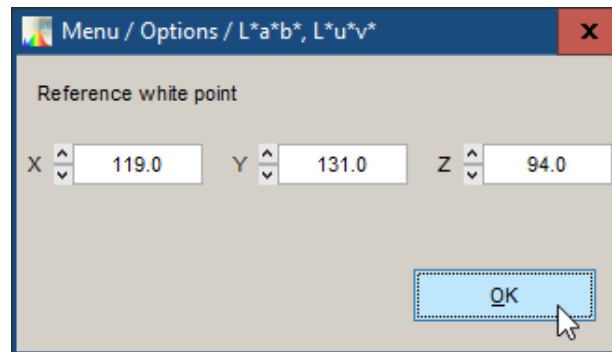 Menu / Options / L*a*b*, L*u*v*
x
Reference white point
X 119.0 Y 131.0 Z 94.0
OK